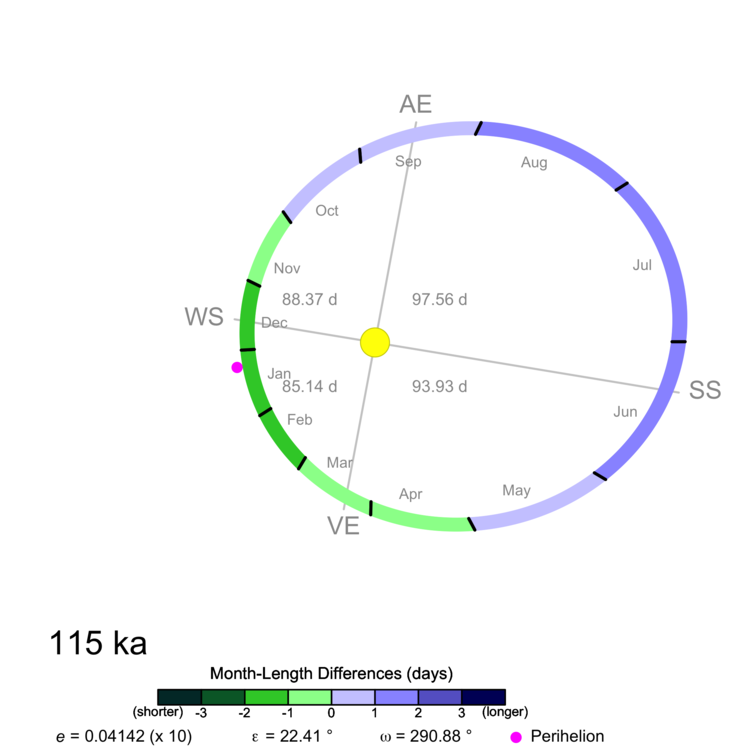 AE
Sep
Aug
Oct
Jul
Nov
88.37 d
97.56 d
WS
Dec
Jan
85.14 d
93.93 d
SS
Feb
Jun
Mar
Apr
May
VE
115 ka
Month-Length Differences (days)
(shorter) -3 -2 -1 0 1 2 3 (longer)
e = 0.04142 (x 10) ε = 22.41 ° ω = 290.88 ° Perihelion